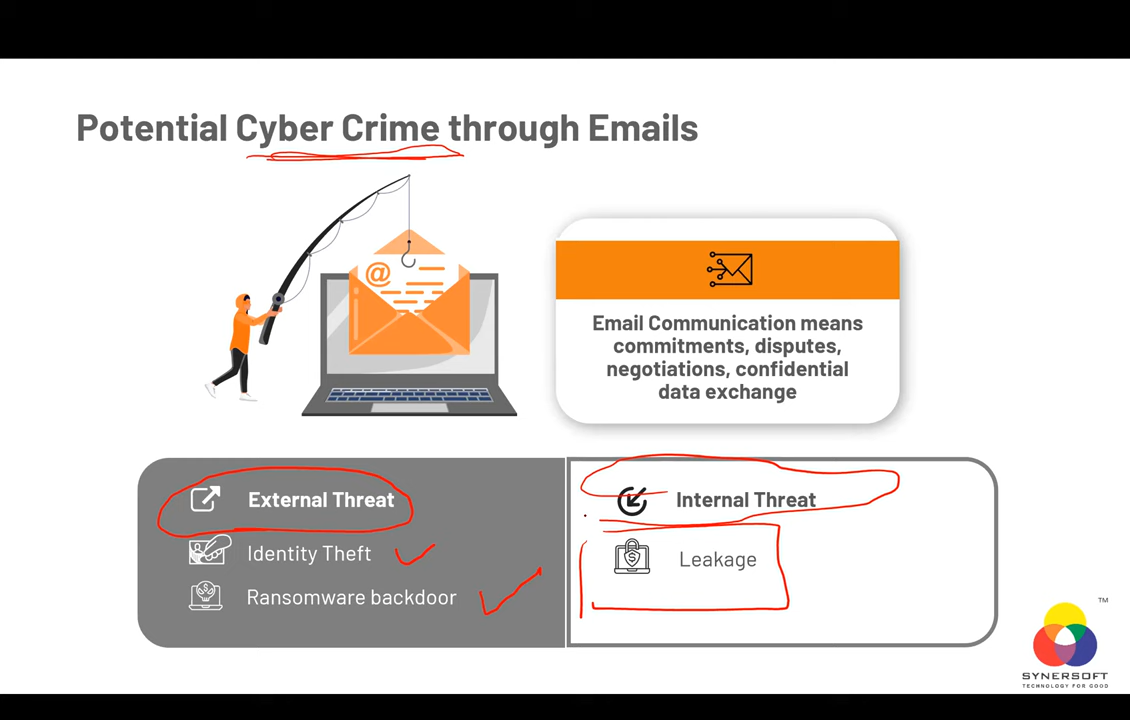 Potential Cyber Crime through Emails
@
Email Communication means
commitments, disputes,
negotiations, confidential
data exchange
External Threat
Identity Theft
Ransomware backdoor
Internal Threat
Leakage
TM
SYNERSOFT
TECHNOLOGY FOR GOOD